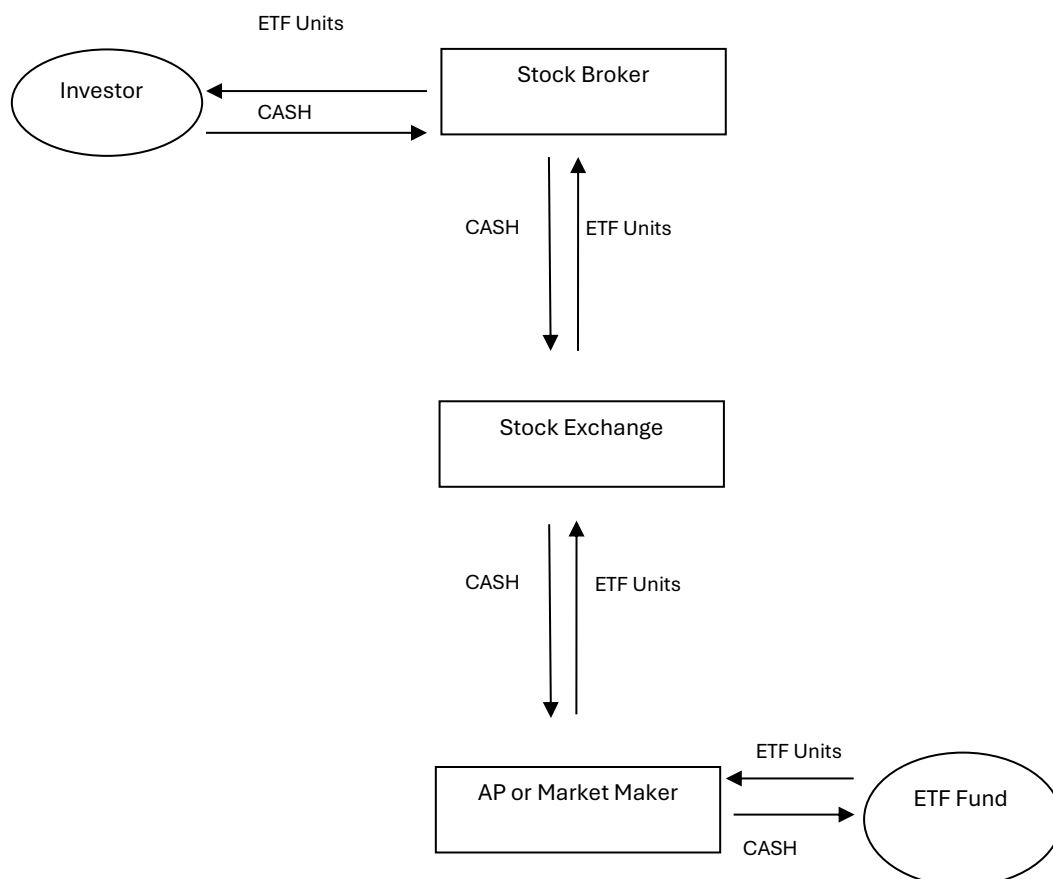 ETF Units
Investor
Stock Broker
CASH
CASH
ETF Units
Stock Exchange
CASH
ETF Units
ETF Units
AP or Market Maker
ETF Fund
CASH